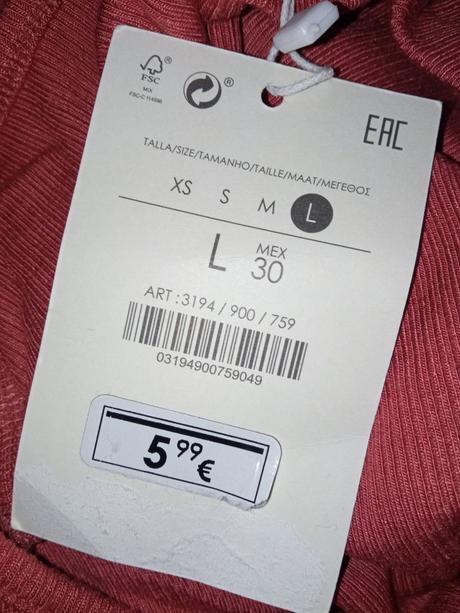 FSC
MIX
FSC-C 114598
®
EAC
TALLA/SIZE/TAMANHO/TAILLE/MAAT/ΜΕΓΕΘΟΣ
XS S M L
L MEX 30
ART : 3194 / 900 / 759
03194900759049
5 99 €